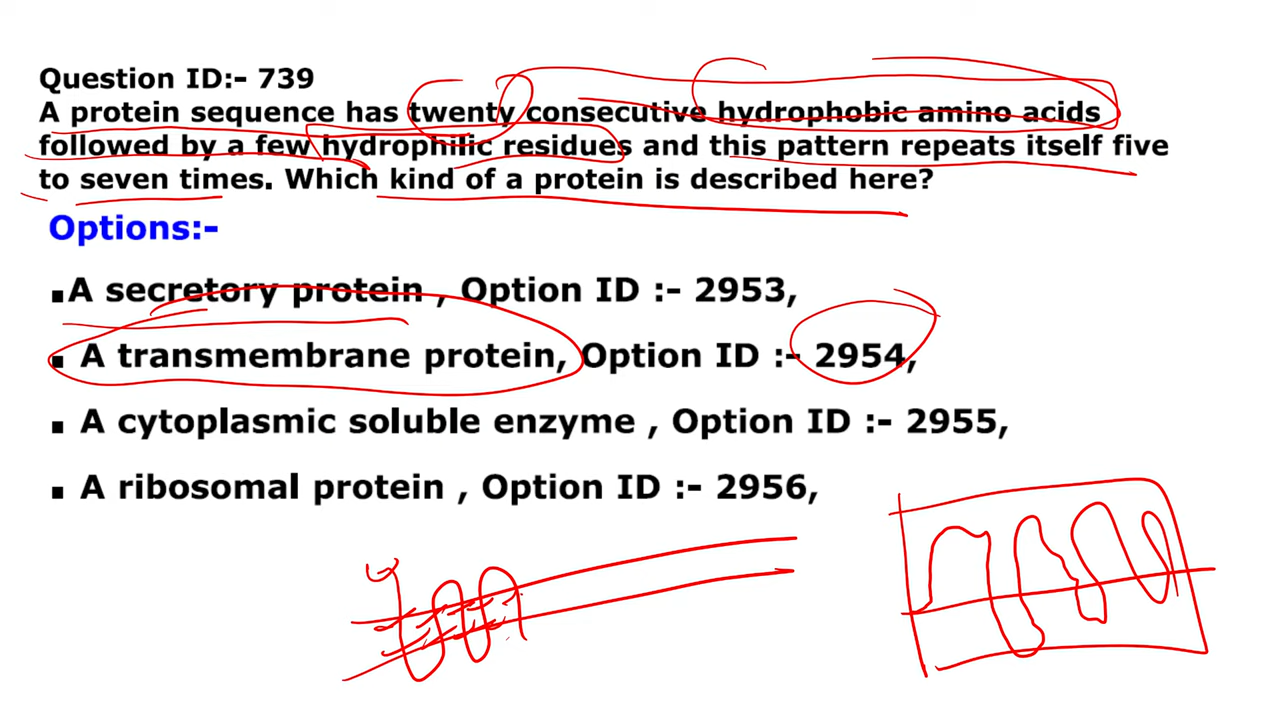 Question ID:- 739
A protein sequence has twenty consecutive hydrophobic amino acids
followed by a few hydrophilic residues and this pattern repeats itself five
to seven times. Which kind of a protein is described here?
Options:-
▪A secretory protein , Option ID :- 2953,
▪ A transmembrane protein, Option ID :- 2954,
▪ A cytoplasmic soluble enzyme , Option ID :- 2955,
▪ A ribosomal protein , Option ID :- 2956,